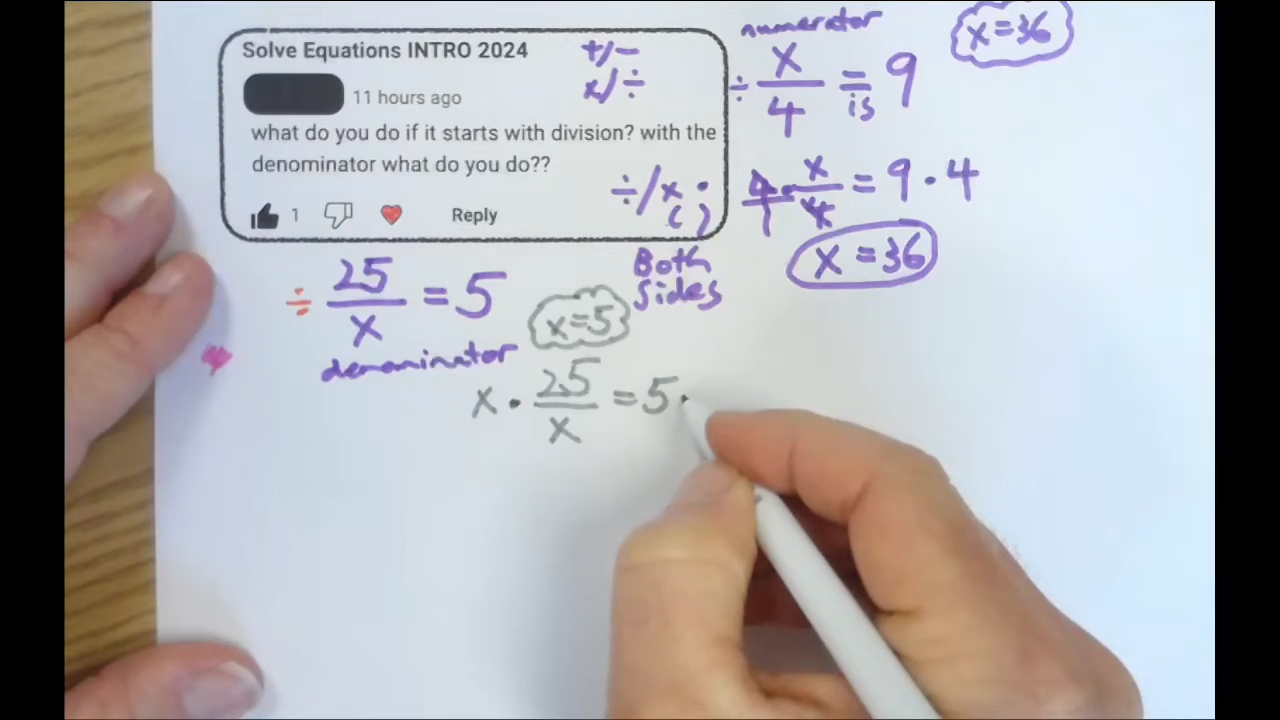 Solve Equations INTRO 2024
+/−
x/÷
11 hours ago
what do you do if it starts with division? with the
denominator what do you do??
1
Reply
÷/x · ( )
Both
Sides
numerator
÷ x/4 = 9
is
x=36
4/1 · x/4 = 9 · 4
x = 36
÷ 25/x = 5
denominator
x=5
x · 25/x = 5 ·